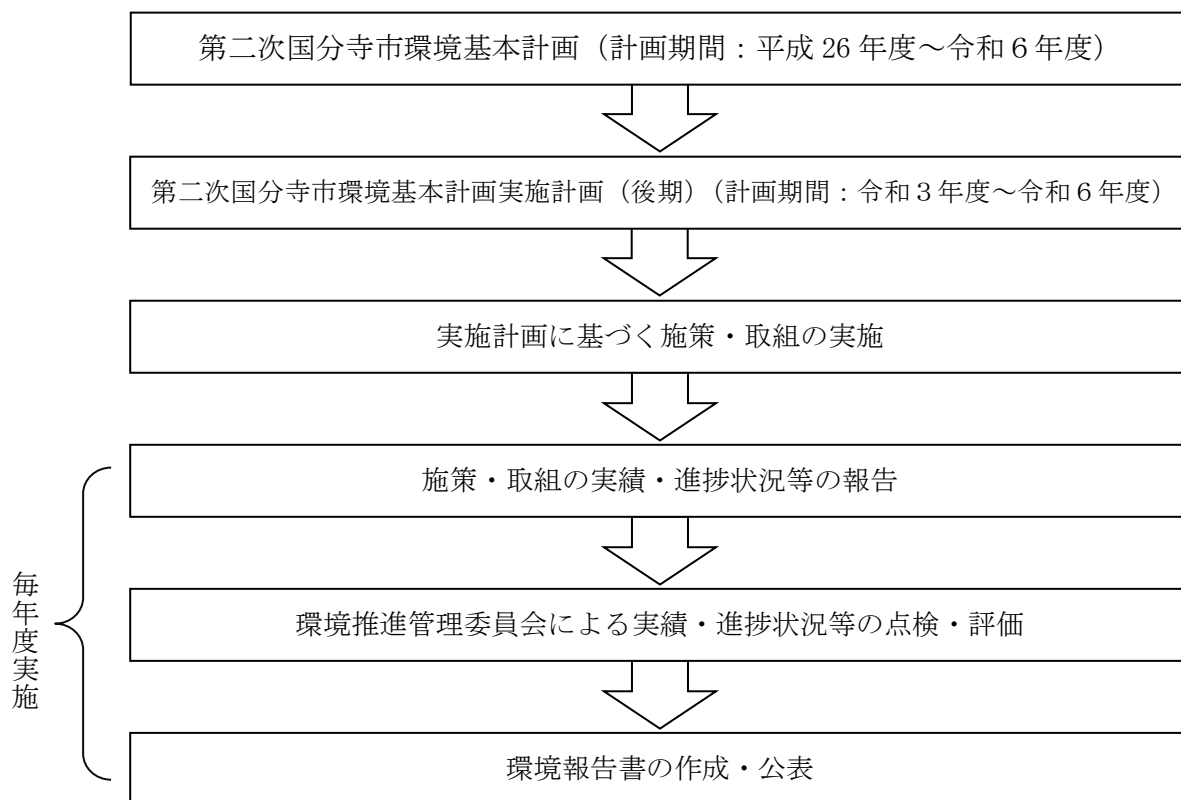 第二次国分寺市環境基本計画（計画期間：平成 26 年度～令和６年度）
第二次国分寺市環境基本計画実施計画（後期）（計画期間：令和３年度～令和６年度）
実施計画に基づく施策・取組の実施
施策・取組の実績・進捗状況等の報告
環境推進管理委員会による実績・進捗状況等の点検・評価
環境報告書の作成・公表
毎年度実施